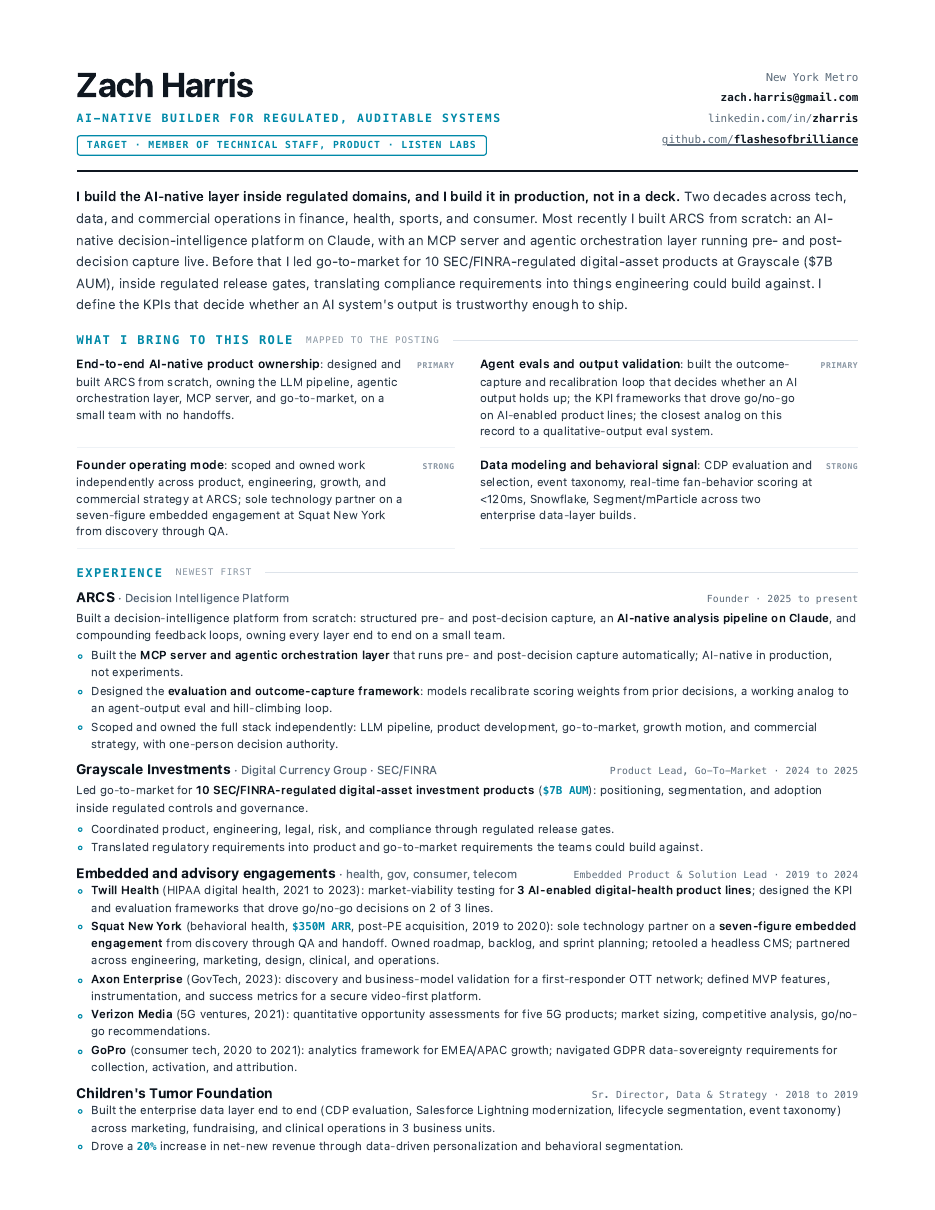 Zach Harris
AI-NATIVE BUILDER FOR REGULATED, AUDITABLE SYSTEMS
TARGET · MEMBER OF TECHNICAL STAFF, PRODUCT · LISTEN LABS
New York Metro
zach.harris@gmail.com
linkedin.com/in/zharris
github.com/flashesofbrilliance
I build the AI-native layer inside regulated domains, and I build it in production, not in a deck. Two decades across tech,
data, and commercial operations in finance, health, sports, and consumer. Most recently I built ARCS from scratch: an AI-
native decision-intelligence platform on Claude, with an MCP server and agentic orchestration layer running pre- and post-
decision capture live. Before that I led go-to-market for 10 SEC/FINRA-regulated digital-asset products at Grayscale ($7B
AUM), inside regulated release gates, translating compliance requirements into things engineering could build against. I
define the KPIs that decide whether an AI system's output is trustworthy enough to ship.
WHAT I BRING TO THIS ROLE MAPPED TO THE POSTING
End-to-end AI-native product ownership: designed and PRIMARY
built ARCS from scratch, owning the LLM pipeline, agentic
orchestration layer, MCP server, and go-to-market, on a
small team with no handoffs.
Agent evals and output validation: built the outcome- PRIMARY
capture and recalibration loop that decides whether an AI
output holds up; the KPI frameworks that drove go/no-go
on AI-enabled product lines; the closest analog on this
record to a qualitative-output eval system.
Founder operating mode: scoped and owned work STRONG
independently across product, engineering, growth, and
commercial strategy at ARCS; sole technology partner on a
seven-figure embedded engagement at Squat New York
from discovery through QA.
Data modeling and behavioral signal: CDP evaluation and STRONG
selection, event taxonomy, real-time fan-behavior scoring at
<120ms, Snowflake, Segment/mParticle across two
enterprise data-layer builds.
EXPERIENCE NEWEST FIRST
ARCS · Decision Intelligence Platform Founder · 2025 to present
Built a decision-intelligence platform from scratch: structured pre- and post-decision capture, an AI-native analysis pipeline on Claude, and
compounding feedback loops, owning every layer end to end on a small team.
Built the MCP server and agentic orchestration layer that runs pre- and post-decision capture automatically; AI-native in production,
not experiments.
Designed the evaluation and outcome-capture framework: models recalibrate scoring weights from prior decisions, a working analog to
an agent-output eval and hill-climbing loop.
Scoped and owned the full stack independently: LLM pipeline, product development, go-to-market, growth motion, and commercial
strategy, with one-person decision authority.
Grayscale Investments · Digital Currency Group · SEC/FINRA Product Lead, Go-To-Market · 2024 to 2025
Led go-to-market for 10 SEC/FINRA-regulated digital-asset investment products ($7B AUM): positioning, segmentation, and adoption
inside regulated controls and governance.
Coordinated product, engineering, legal, risk, and compliance through regulated release gates.
Translated regulatory requirements into product and go-to-market requirements the teams could build against.
Embedded and advisory engagements · health, gov, consumer, telecom Embedded Product & Solution Lead · 2019 to 2024
Twill Health (HIPAA digital health, 2021 to 2023): market-viability testing for 3 AI-enabled digital-health product lines; designed the KPI
and evaluation frameworks that drove go/no-go decisions on 2 of 3 lines.
Squat New York (behavioral health, $350M ARR, post-PE acquisition, 2019 to 2020): sole technology partner on a seven-figure embedded
engagement from discovery through QA and handoff. Owned roadmap, backlog, and sprint planning; retooled a headless CMS; partnered
across engineering, marketing, design, clinical, and operations.
Axon Enterprise (GovTech, 2023): discovery and business-model validation for a first-responder OTT network; defined MVP features,
instrumentation, and success metrics for a secure video-first platform.
Verizon Media (5G ventures, 2021): quantitative opportunity assessments for five 5G products; market sizing, competitive analysis, go/no-
go recommendations.
GoPro (consumer tech, 2020 to 2021): analytics framework for EMEA/APAC growth; navigated GDPR data-sovereignty requirements for
collection, activation, and attribution.
Children's Tumor Foundation Sr. Director, Data & Strategy · 2018 to 2019
Built the enterprise data layer end to end (CDP evaluation, Salesforce Lightning modernization, lifecycle segmentation, event taxonomy)
across marketing, fundraising, and clinical operations in 3 business units.
Drove a 20% increase in net-new revenue through data-driven personalization and behavioral segmentation.